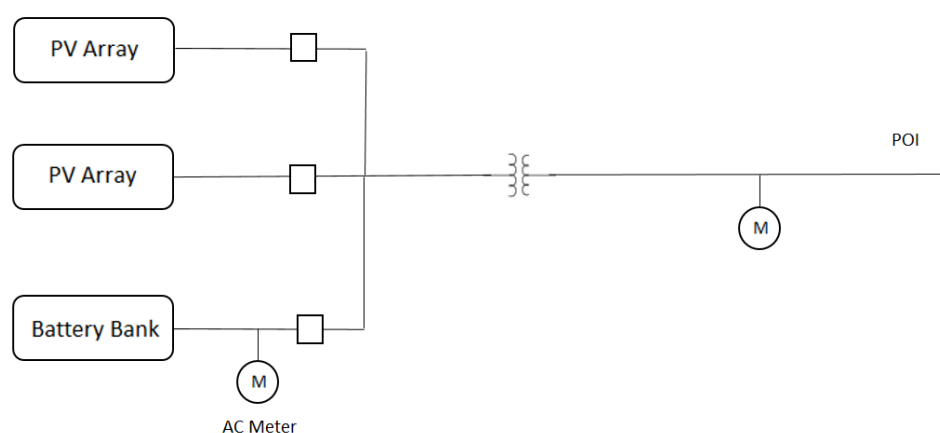 PV Array
POI
PV Array
M
Battery Bank
M
AC Meter